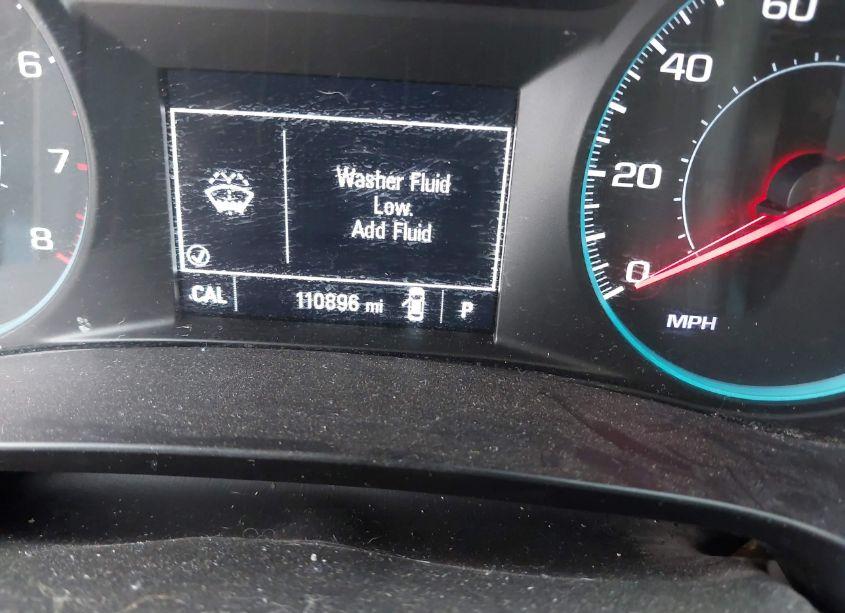 6
7
8
Washer Fluid
Low.
Add Fluid
CAL
110896 mi
P
60
40
20
0
MPH